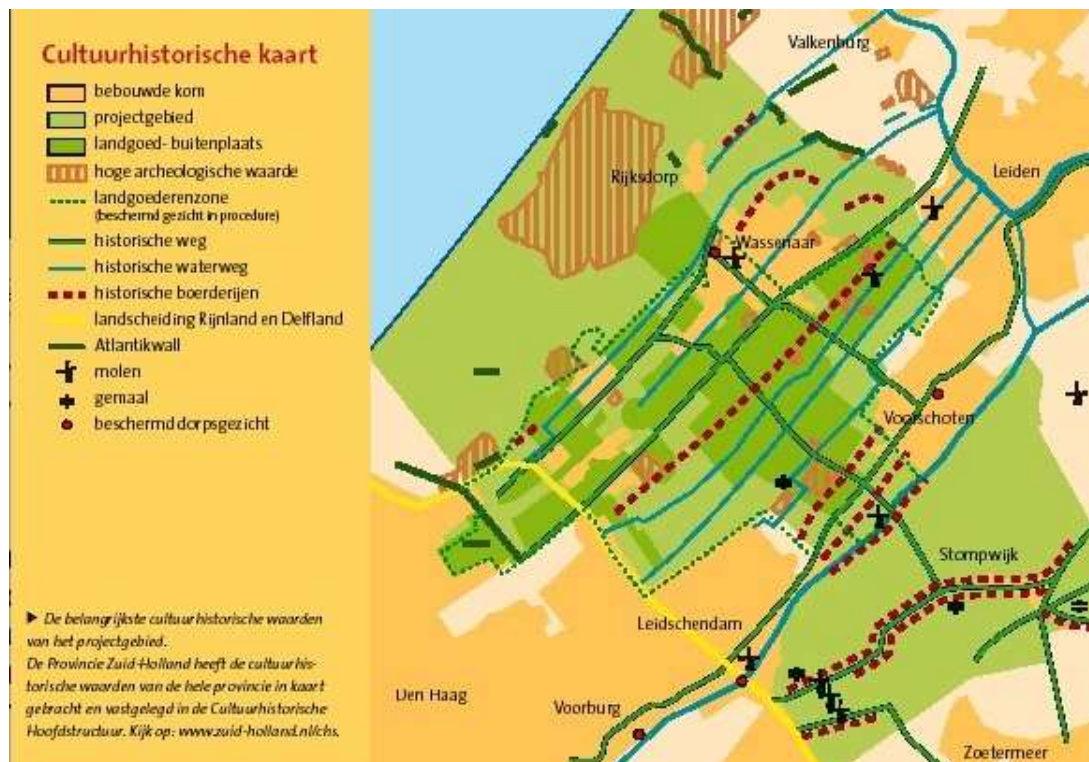 Cultuurhistorische kaart
bebouwde kom
projectgebied
landgoed- buitenplaats
hoge archeologische waarde
landgoederenzone
(beschermd gezicht in procedure)
historische weg
historische waterweg
historische boerderijen
landscheiding Rijnland en Delfland
Atlantikwall
molen
gemaal
beschermd dorpsgezicht
▶ De belangrijkste cultuurhistorische waarden
van het projectgebied.
De Provincie Zuid-Holland heeft de cultuurhis-
torische waarden van de hele provincie in kaart
gebracht en vastgelegd in de Cultuurhistorische
Hoofdstructuur. Kijk op: www.zuid-holland.nl/chs.
Valkenburg
Rijksdorp
Leiden
Wassenaar
Voorschoten
Stompwijk
Leidschendam
Den Haag
Voorburg
Zoetermeer